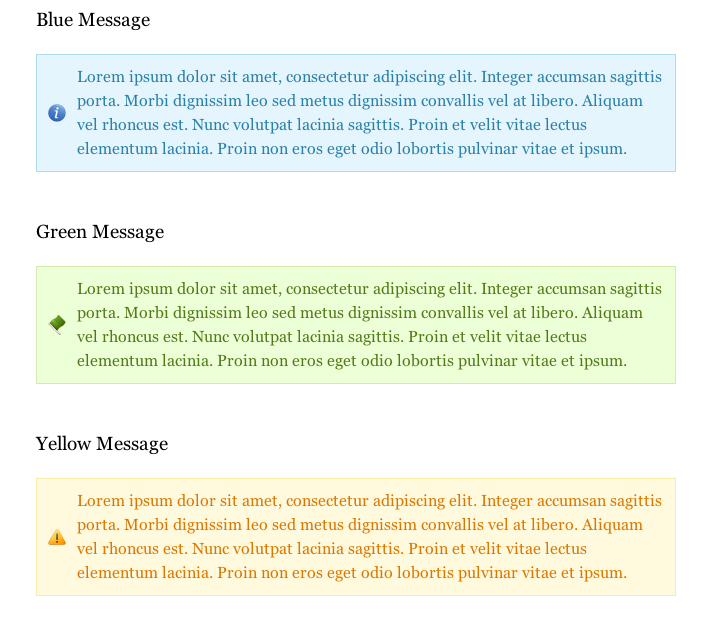 Blue Message
Lorem ipsum dolor sit amet, consectetur adipiscing elit. Integer accumsan sagittis
porta. Morbi dignissim leo sed metus dignissim convallis vel at libero. Aliquam
vel rhoncus est. Nunc volutpat lacinia sagittis. Proin et velit vitae lectus
elementum lacinia. Proin non eros eget odio lobortis pulvinar vitae et ipsum.
Green Message
Lorem ipsum dolor sit amet, consectetur adipiscing elit. Integer accumsan sagittis
porta. Morbi dignissim leo sed metus dignissim convallis vel at libero. Aliquam
vel rhoncus est. Nunc volutpat lacinia sagittis. Proin et velit vitae lectus
elementum lacinia. Proin non eros eget odio lobortis pulvinar vitae et ipsum.
Yellow Message
Lorem ipsum dolor sit amet, consectetur adipiscing elit. Integer accumsan sagittis
porta. Morbi dignissim leo sed metus dignissim convallis vel at libero. Aliquam
vel rhoncus est. Nunc volutpat lacinia sagittis. Proin et velit vitae lectus
elementum lacinia. Proin non eros eget odio lobortis pulvinar vitae et ipsum.